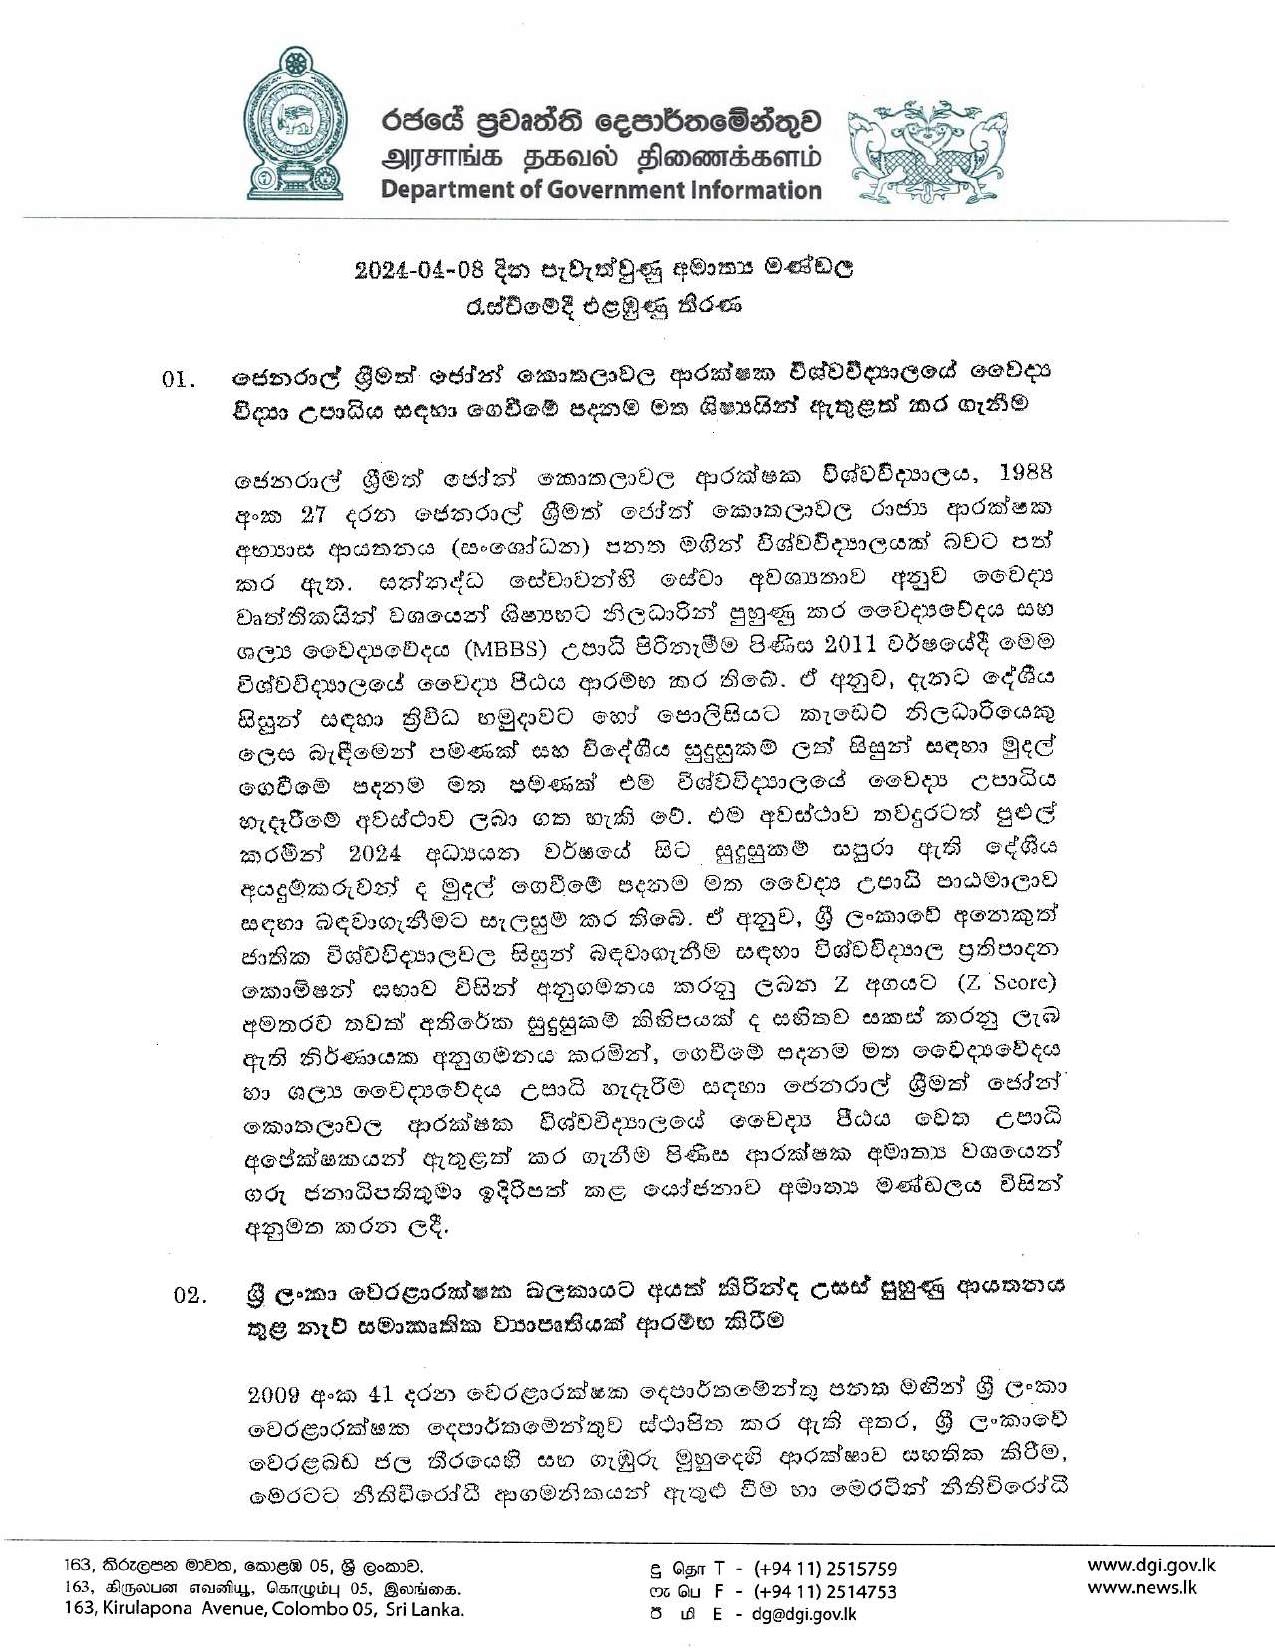 රජයේ ප්‍රවෘත්ති දෙපාර්තමේන්තුව
அரசாங்க தகவல் திணைக்களம்
Department of Government Information
2024-04-08 දින පැවැත්වුණු අමාත්‍ය මණ්ඩල
රැස්වීමේදී එළඹුණු තීරණ
01. ජෙනරාල් ශ්‍රීමත් ජෝන් කොතලාවල ආරක්ෂක විශ්වවිද්‍යාලයේ වෛද්‍ය
විද්‍යා උපාධිය සඳහා ගෙවීමේ පදනම මත ශිෂ්‍යයින් ඇතුළත් කර ගැනීම
ජෙනරාල් ශ්‍රීමත් ජෝන් කොතලාවල ආරක්ෂක විශ්වවිද්‍යාලය, 1988
අංක 27 දරන ජෙනරාල් ශ්‍රීමත් ජෝන් කොතලාවල රාජ්‍ය ආරක්ෂක
අභ්‍යාස ආයතනය (සංශෝධන) පනත මගින් විශ්වවිද්‍යාලයක් බවට පත්
කර ඇත. සන්නද්ධ සේවාවන්හි සේවා අවශ්‍යතාව අනුව වෛද්‍ය
වෘත්තිකයින් වශයෙන් ශිෂ්‍යභට නිලධාරින් පුහුණු කර වෛද්‍යවේදය සහ
ශල්‍ය වෛද්‍යවේදය (MBBS) උපාධි පිරිනැමීම පිණිස 2011 වර්ෂයේදී මෙම
විශ්වවිද්‍යාලයේ වෛද්‍ය පීඨය ආරම්භ කර තිබේ. ඒ අනුව, දැනට දේශීය
සිසුන් සඳහා ත්‍රිවිධ හමුදාවට හෝ පොලිසියට කැඩෙට් නිලධාරියෙකු
ලෙස බැඳීමෙන් පමණක් සහ විදේශීය සුදුසුකම් ලත් සිසුන් සඳහා මුදල්
ගෙවීමේ පදනම මත පමණක් එම විශ්වවිද්‍යාලයේ වෛද්‍ය උපාධිය
හැදෑරීමේ අවස්ථාව ලබා ගත හැකි වේ. එම අවස්ථාව තවදුරටත් පුළුල්
කරමින් 2024 අධ්‍යයන වර්ෂයේ සිට සුදුසුකම් සපුරා ඇති දේශීය
අයදුම්කරුවන් ද මුදල් ගෙවීමේ පදනම මත වෛද්‍ය උපාධි පාඨමාලාව
සඳහා බඳවාගැනීමට සැලසුම් කර තිබේ. ඒ අනුව, ශ්‍රී ලංකාවේ අනෙකුත්
ජාතික විශ්වවිද්‍යාලවල සිසුන් බඳවාගැනීම සඳහා විශ්වවිද්‍යාල ප්‍රතිපාදන
කොමිෂන් සභාව විසින් අනුගමනය කරනු ලබන Z අගයට (Z Score)
අමතරව තවත් අතිරේක සුදුසුකම් කිහිපයක් ද සහිතව සකස් කරනු ලැබ
ඇති නිර්ණායක අනුගමනය කරමින්, ගෙවීමේ පදනම මත වෛද්‍යවේදය
හා ශල්‍ය වෛද්‍යවේදය උපාධි හැදෑරීම සඳහා ජෙනරාල් ශ්‍රීමත් ජෝන්
කොතලාවල ආරක්ෂක විශ්වවිද්‍යාලයේ වෛද්‍ය පීඨය වෙත උපාධි
අපේක්ෂකයන් ඇතුළත් කර ගැනීම පිණිස ආරක්ෂක අමාත්‍ය වශයෙන්
ගරු ජනාධිපතිතුමා ඉදිරිපත් කළ යෝජනාව අමාත්‍ය මණ්ඩලය විසින්
අනුමත කරන ලදී.
02. ශ්‍රී ලංකා වෙරළාරක්ෂක බලකායට අයත් කිරින්ද උසස් පුහුණු ආයතනය
තුළ නැව් සමාකෘතික ව්‍යාපෘතියක් ආරම්භ කිරීම
2009 අංක 41 දරන වෙරළාරක්ෂක දෙපාර්තමේන්තු පනත මඟින් ශ්‍රී ලංකා
වෙරළාරක්ෂක දෙපාර්තමේන්තුව ස්ථාපිත කර ඇති අතර, ශ්‍රී ලංකාවේ
වෙරළබඩ ජල තීරයෙහි සහ ගැඹුරු මුහුදෙහි ආරක්ෂාව සහතික කිරීම,
මෙරටට නීතිවිරෝධී ආගමනිකයන් ඇතුළු වීම හා මෙරටින් නීතිවිරෝධී
163, කිරුලපන මාවත, කොළඹ 05, ශ්‍රී ලංකාව.
163, கிருலபன எவனியூ, கொழும்பு 05, இலங்கை.
163, Kirulapona Avenue, Colombo 05, Sri Lanka.
දු தொ T - (+94 11) 2515759
ෆැ பெ F - (+94 11) 2514753
ඊ மி E - dg@dgi.gov.lk
www.dgi.gov.lk
www.news.lk